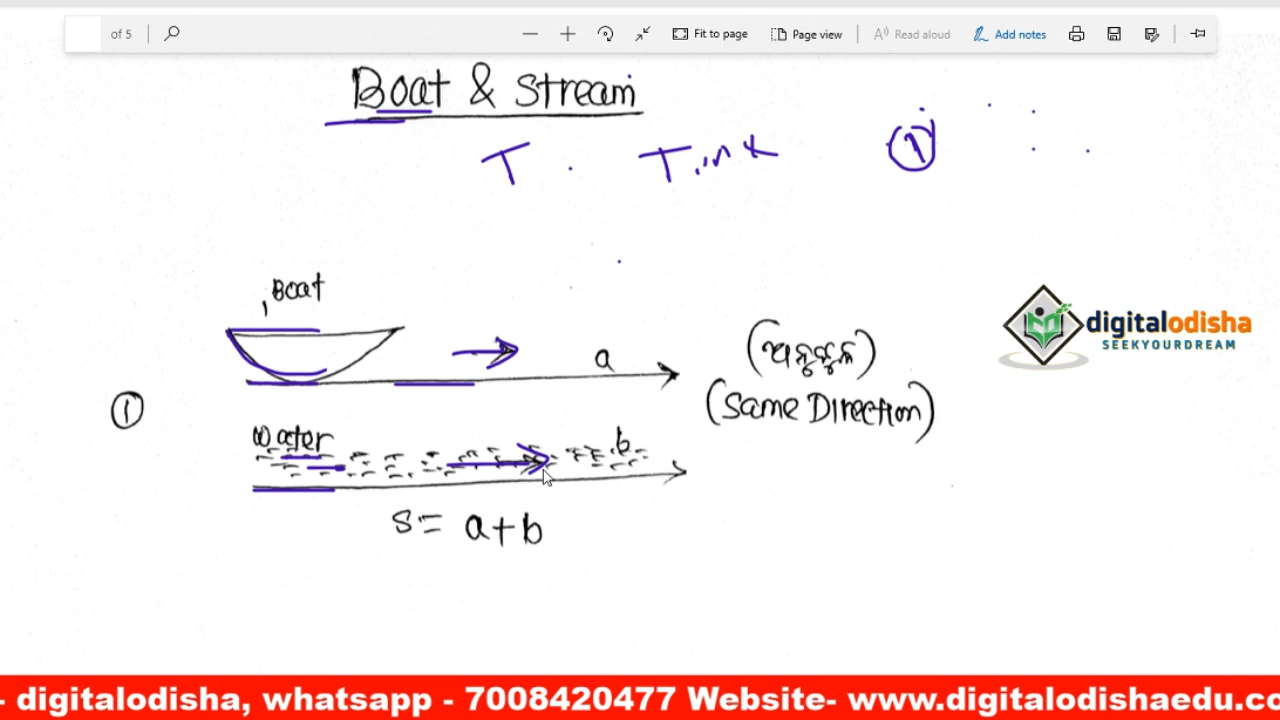 of 5
Fit to page
Page view
Read aloud
Add notes
Boat & Stream
T
T
①
Boat
a
(ଅନୁକୂଳ)
(Same Direction)
①
Water
b
S = a+b
digitalodisha
SEEKYOURDREAM
- digitalodisha, whatsapp - 7008420477 Website- www.digitalodishaedu.co